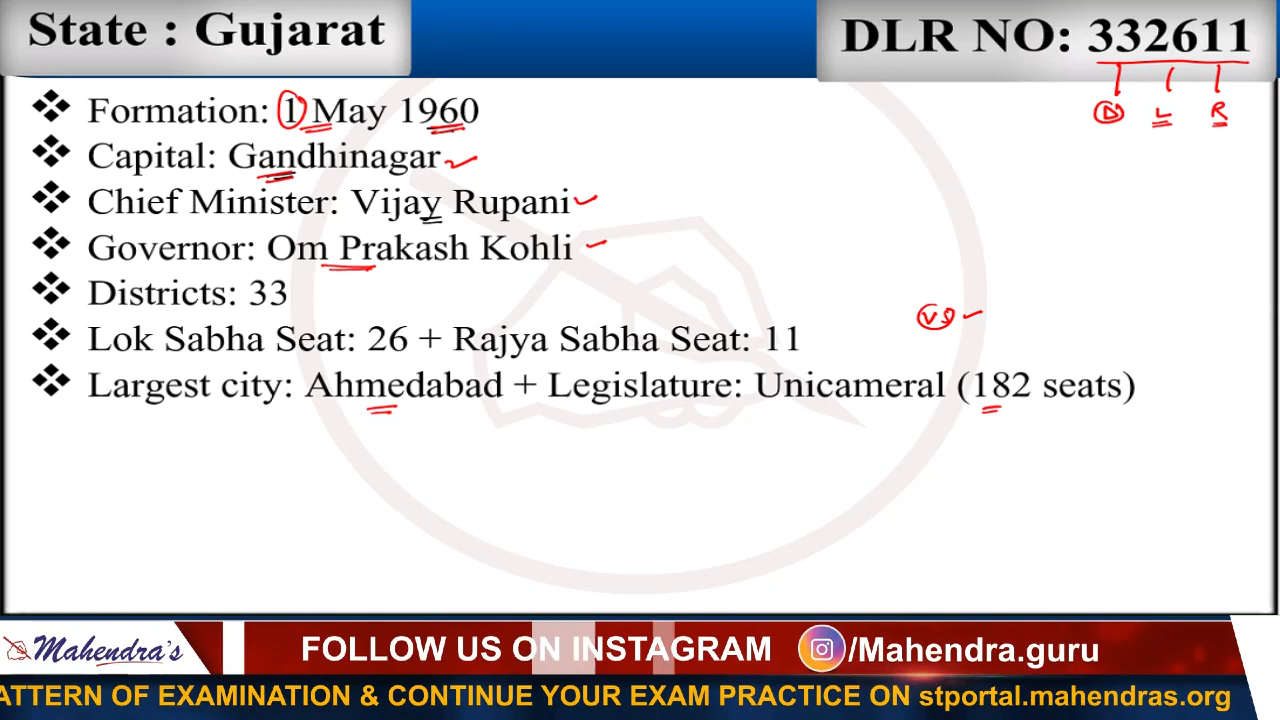 State : Gujarat
DLR NO: 332611
D L R
❖ Formation: 1 May 1960
❖ Capital: Gandhinagar
❖ Chief Minister: Vijay Rupani
❖ Governor: Om Prakash Kohli
❖ Districts: 33
VS
❖ Lok Sabha Seat: 26 + Rajya Sabha Seat: 11
❖ Largest city: Ahmedabad + Legislature: Unicameral (182 seats)
Mahendra's
FOLLOW US ON INSTAGRAM /Mahendra.guru
ATTERN OF EXAMINATION & CONTINUE YOUR EXAM PRACTICE ON stportal.mahendras.org